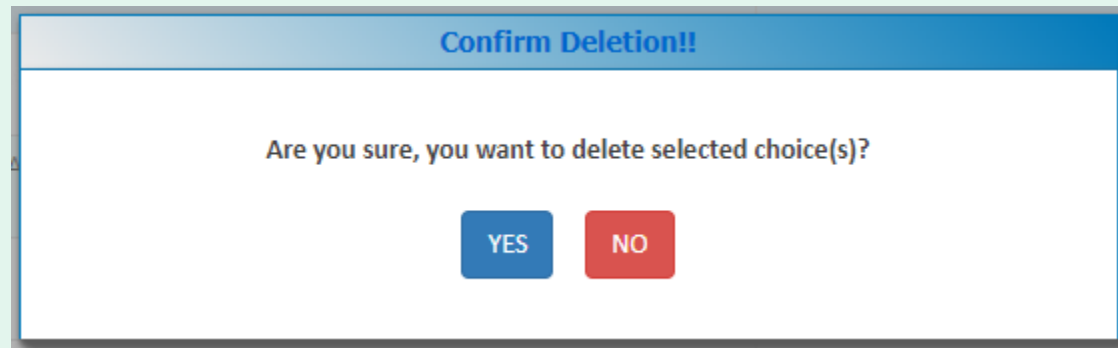 Confirm Deletion!!
Are you sure, you want to delete selected choice(s)?
YES NO